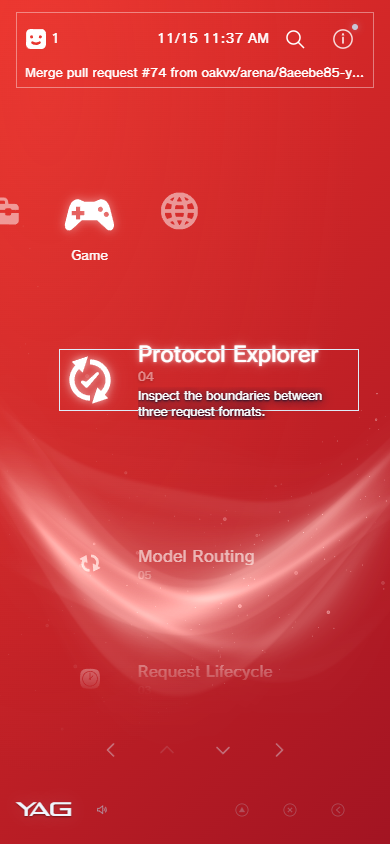 1
11/15 11:37 AM
Merge pull request #74 from oakvx/arena/8aeebe85-y...
Game
Protocol Explorer
04
Inspect the boundaries between
three request formats.
Model Routing
05
Request Lifecycle
YAG